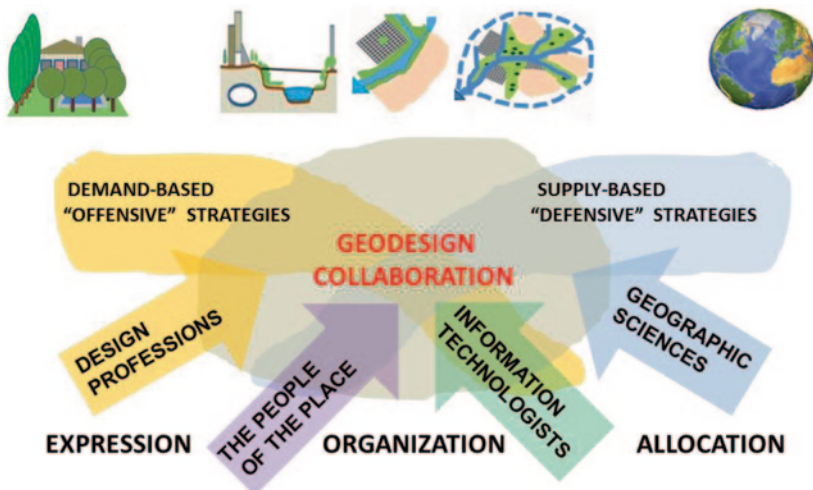 DEMAND-BASED
“OFFENSIVE” STRATEGIES
SUPPLY-BASED
“DEFENSIVE” STRATEGIES
GEODESIGN
COLLABORATION
DESIGN
PROFESSIONS
THE PEOPLE
OF THE PLACE
INFORMATION
TECHNOLOGISTS
GEOGRAPHIC
SCIENCES
EXPRESSION
ORGANIZATION
ALLOCATION